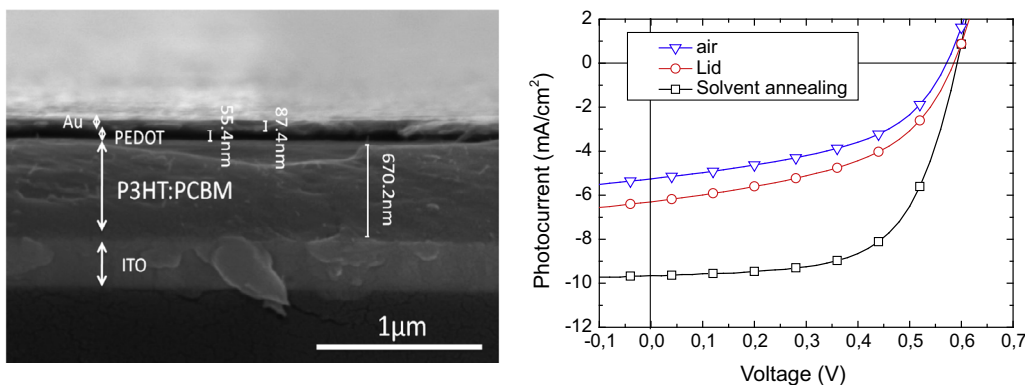 Au
PEDOT
55.4nm
87.4nm
P3HT:PCBM
670.2nm
ITO
1μm
air
Lid
Solvent annealing
Photocurrent (mA/cm²)
4
2
0
-2
-4
-6
-8
-10
-12
-0,1 0,0 0,1 0,2 0,3 0,4 0,5 0,6 0,7
Voltage (V)